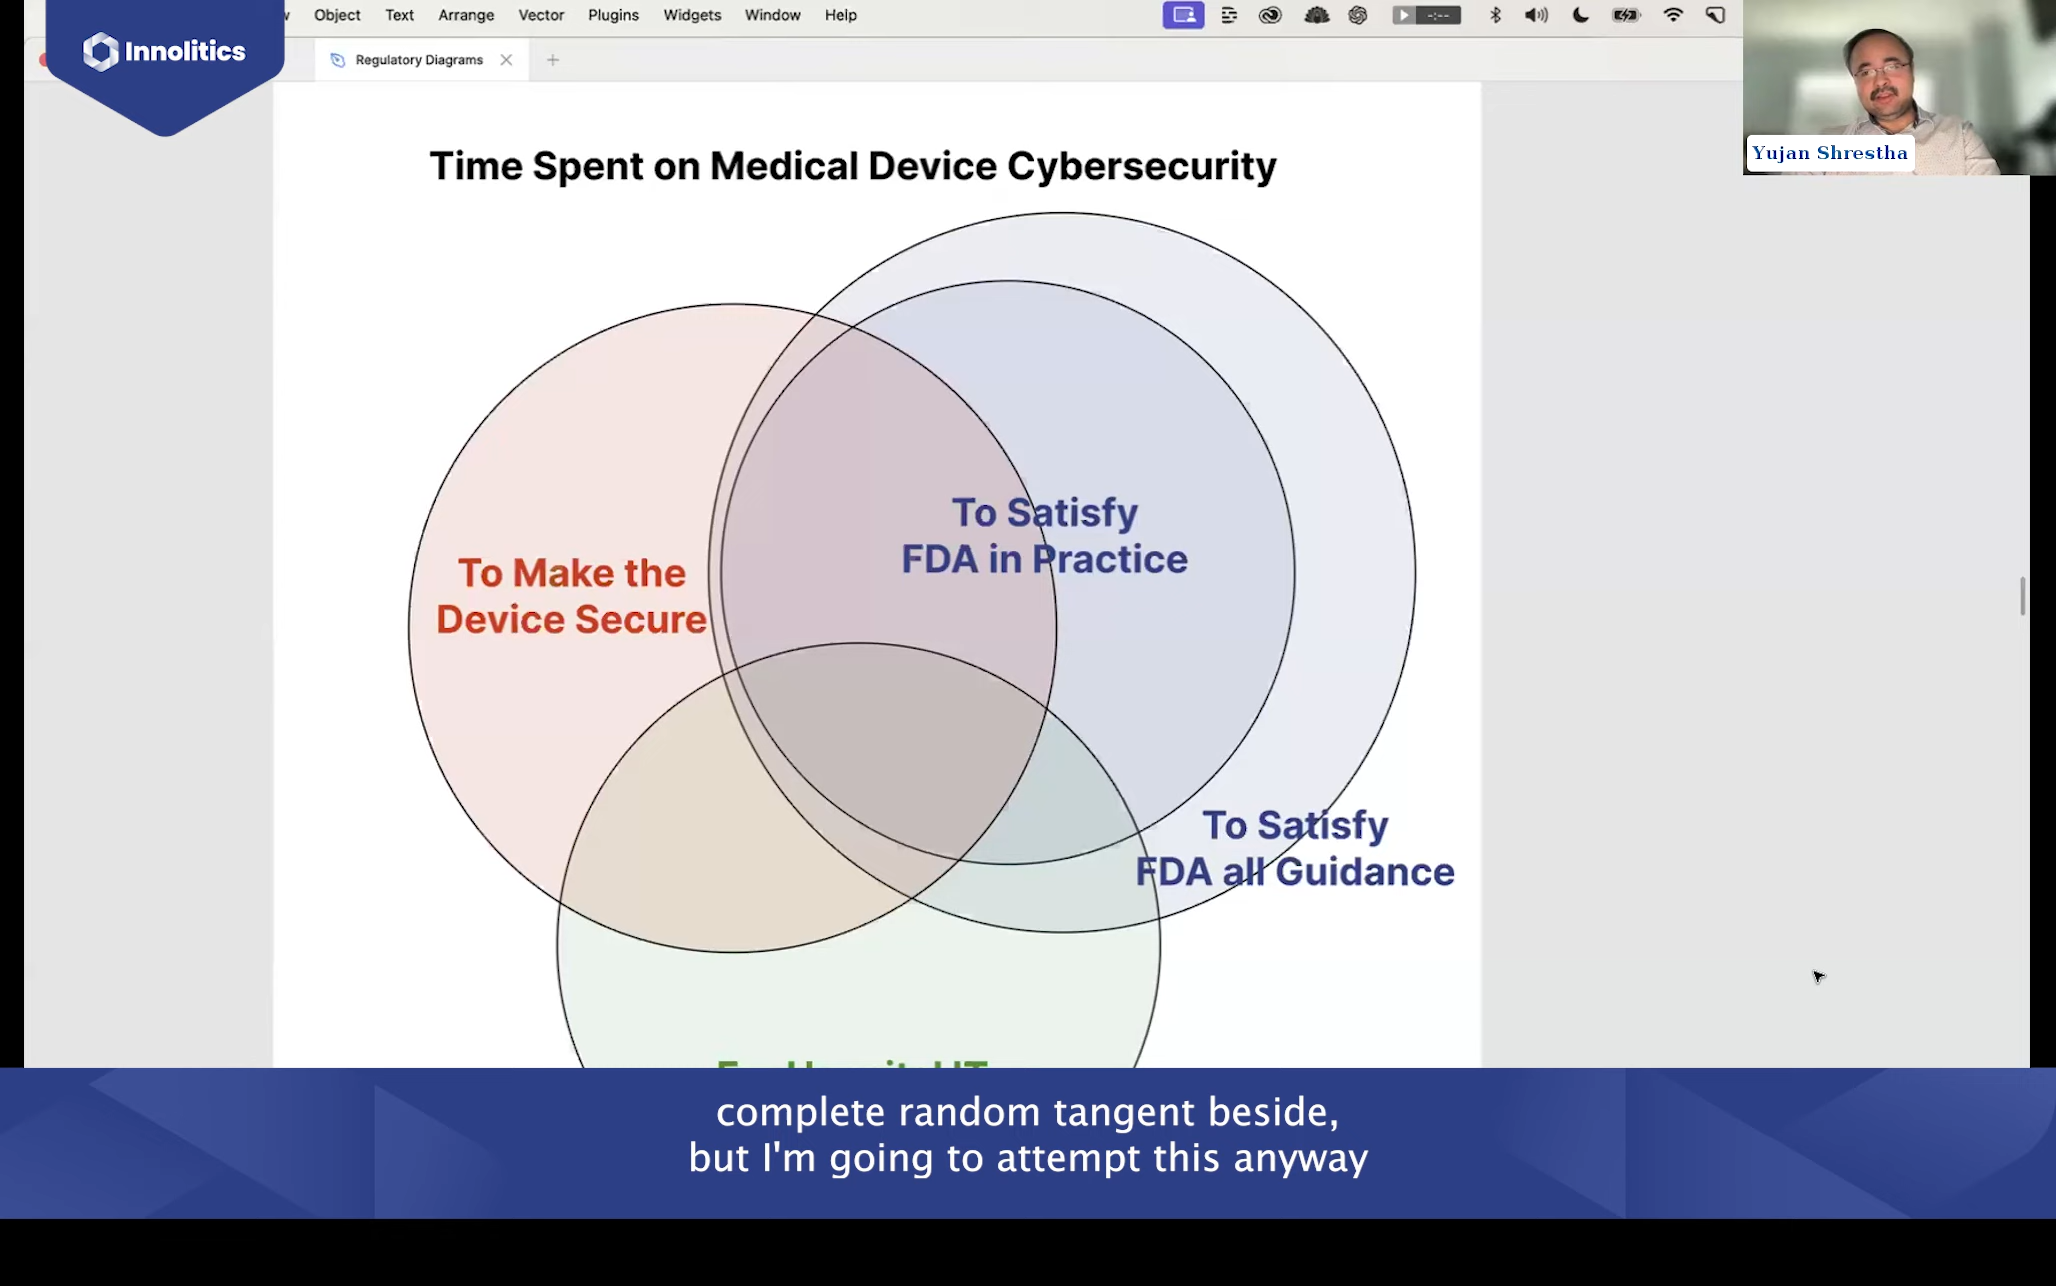 Object Text Arrange Vector Plugins Widgets Window Help
Innolitics
Regulatory Diagrams
Yujan Shrestha
Time Spent on Medical Device Cybersecurity
To Satisfy
FDA in Practice
To Make the
Device Secure
To Satisfy
FDA all Guidance
complete random tangent beside,
but I'm going to attempt this anyway